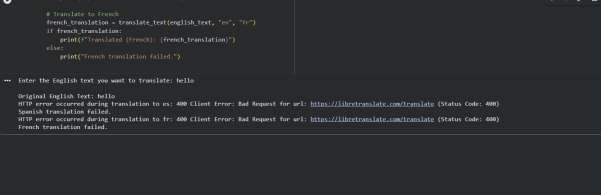 # Translate to French
french_translation = translate_text(english_text, "en", "fr")
if french_translation:
print(f"Translated (French): {french_translation}")
else:
print("French translation failed.")
Enter the English text you want to translate: hello
Original English Text: hello
HTTP error occurred during translation to es: 400 Client Error: Bad Request for url: https://libretranslate.com/translate (Status Code: 400)
Spanish translation failed.
HTTP error occurred during translation to fr: 400 Client Error: Bad Request for url: https://libretranslate.com/translate (Status Code: 400)
French translation failed.